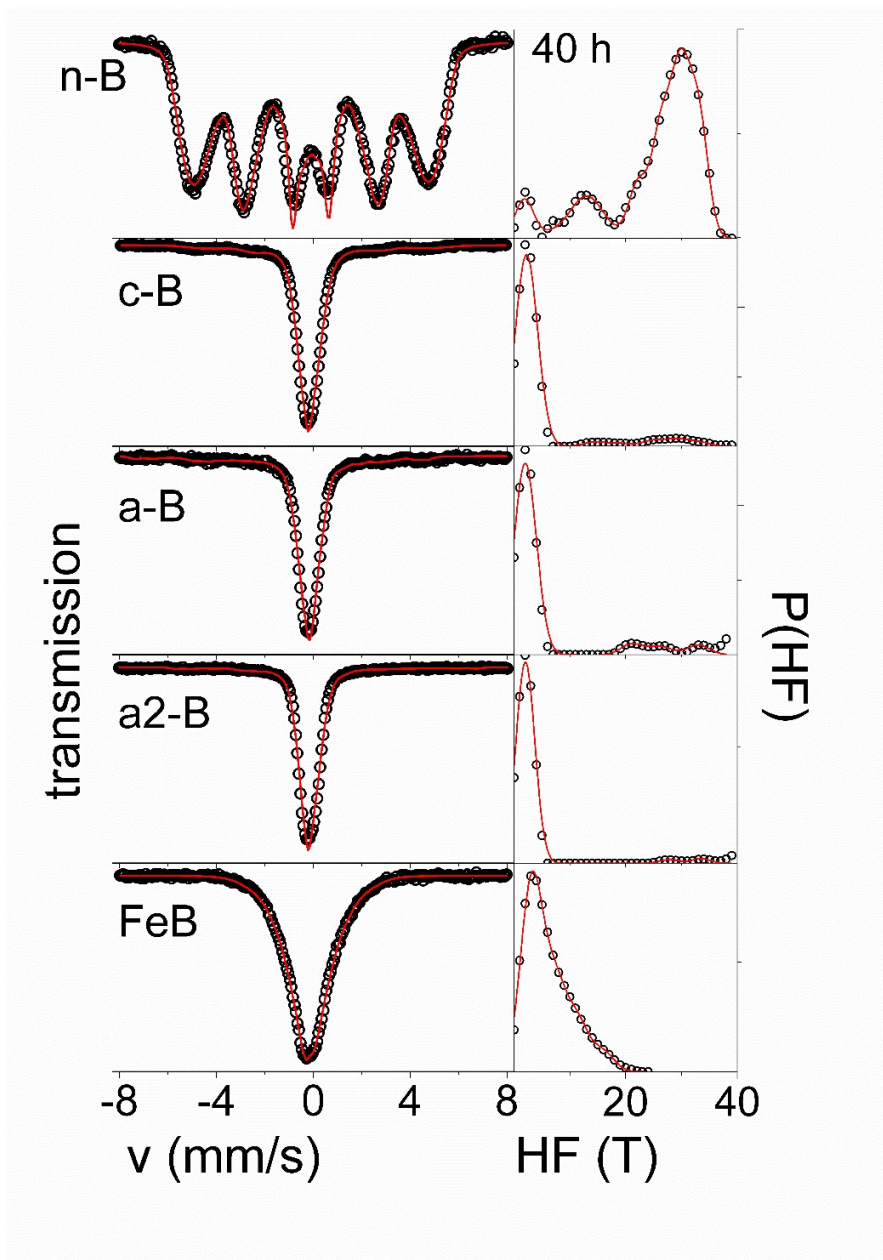 n-B
40 h
c-B
a-B
a2-B
FeB
transmission
P(HF)
-8 -4 0 4 8 20 40
v (mm/s) HF (T)